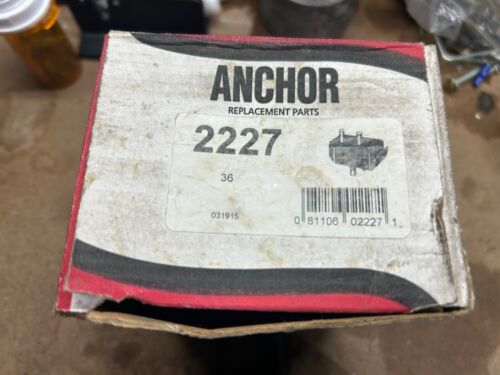 ANCHOR
REPLACEMENT PARTS
2227
36
031915
0 81106 02227 1